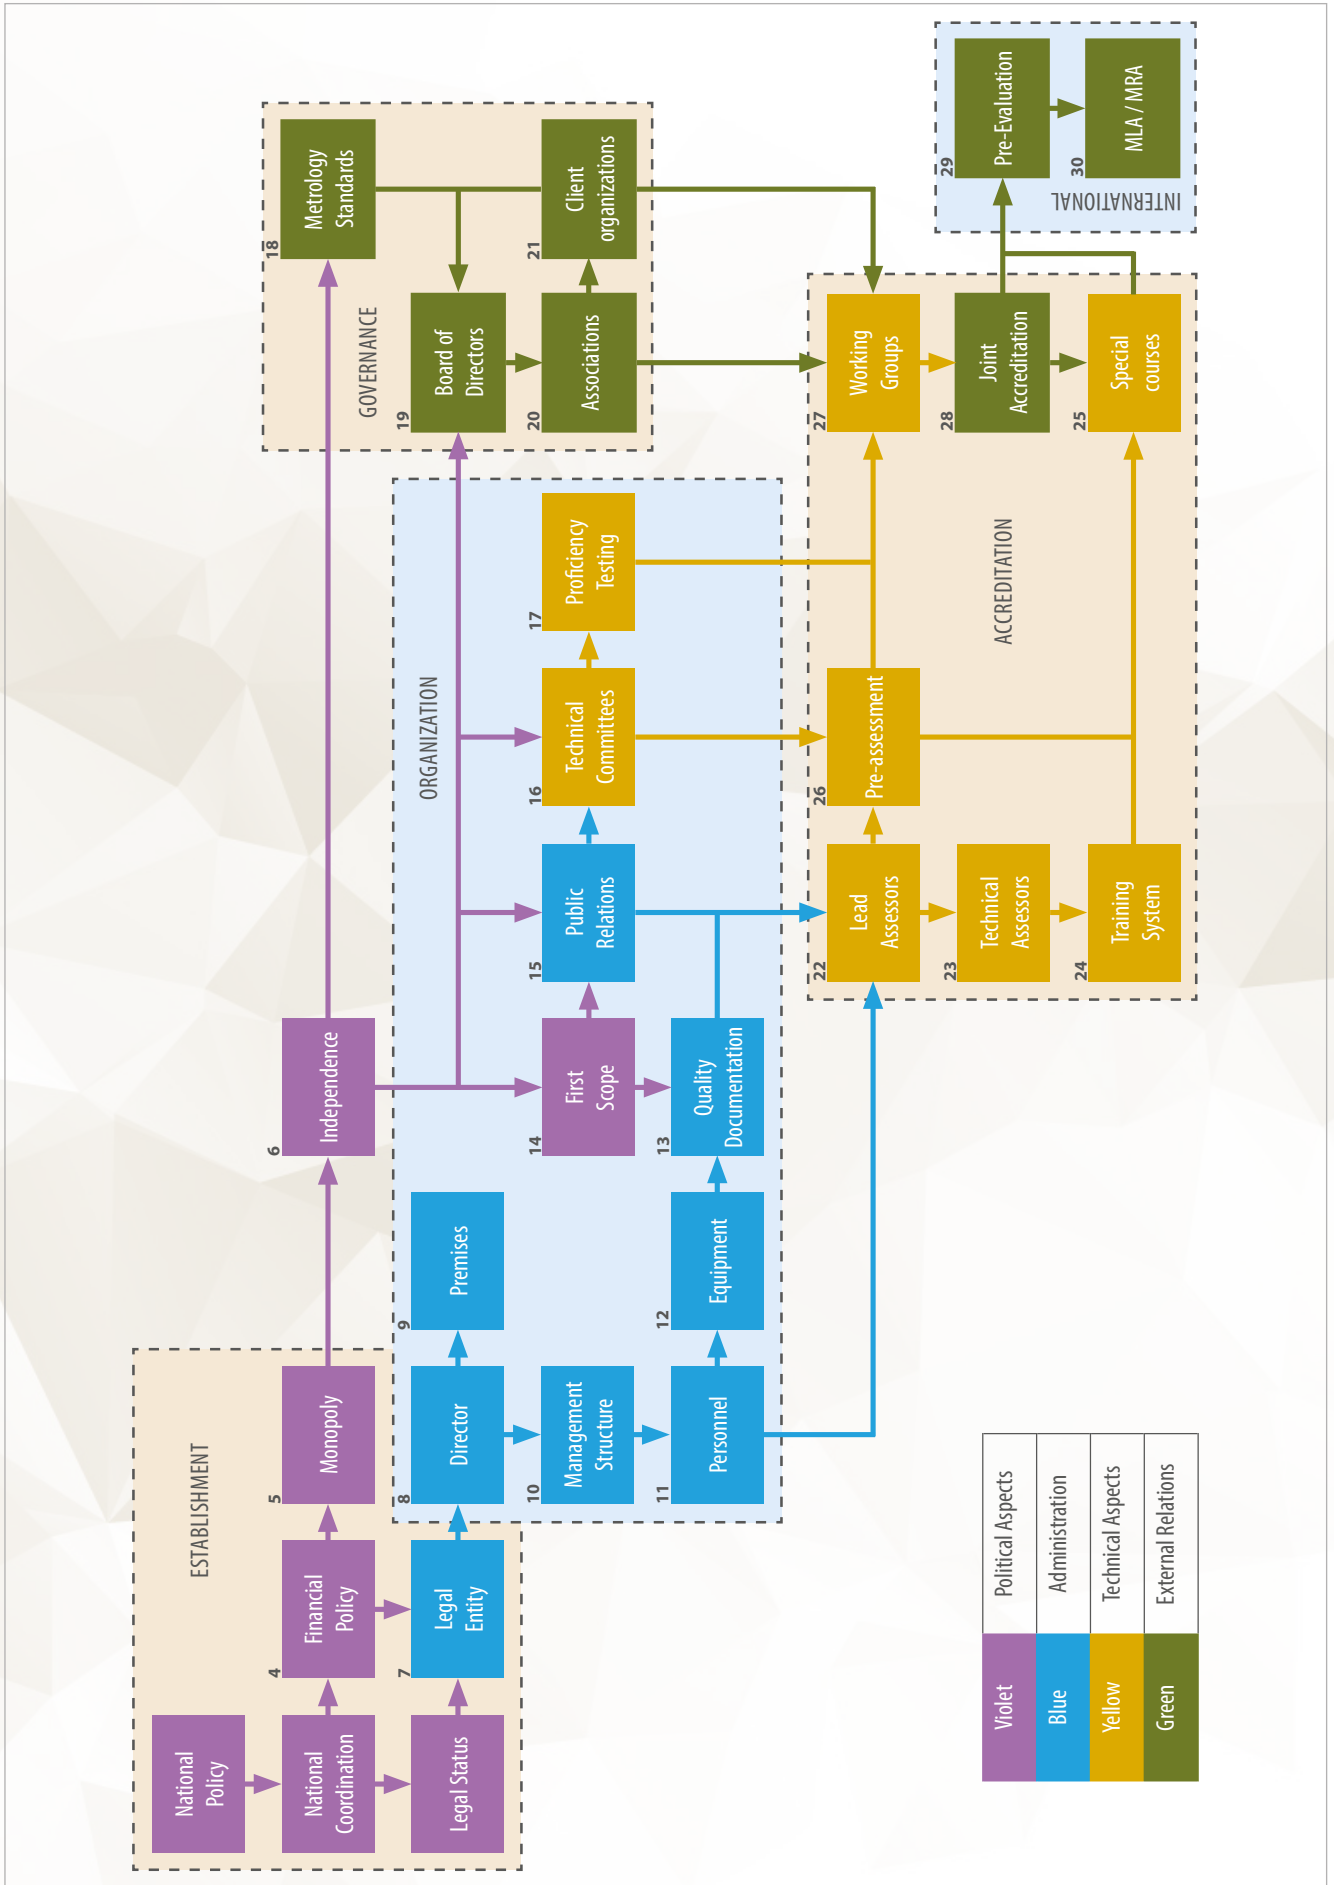 ESTABLISHMENT
National
Policy
National
Coordination
Legal Status
4
Financial
Policy
5
Monopoly
6
Independence
7
Legal
Entity
ORGANIZATION
8
Director
9
Premises
10
Management
Structure
11
Personnel
12
Equipment
13
Quality
Documentation
14
First
Scope
15
Public
Relations
16
Technical
Committees
17
Proficiency
Testing
GOVERNANCE
18
Metrology
Standards
19
Board of
Directors
20
Associations
21
Client
organizations
ACCREDITATION
22
Lead
Assessors
23
Technical
Assessors
24
Training
System
25
Special
courses
26
Pre-assessment
27
Working
Groups
28
Joint
Accreditation
INTERNATIONAL
29
Pre-Evaluation
30
MLA / MRA
Violet
Political Aspects
Blue
Administration
Yellow
Technical Aspects
Green
External Relations